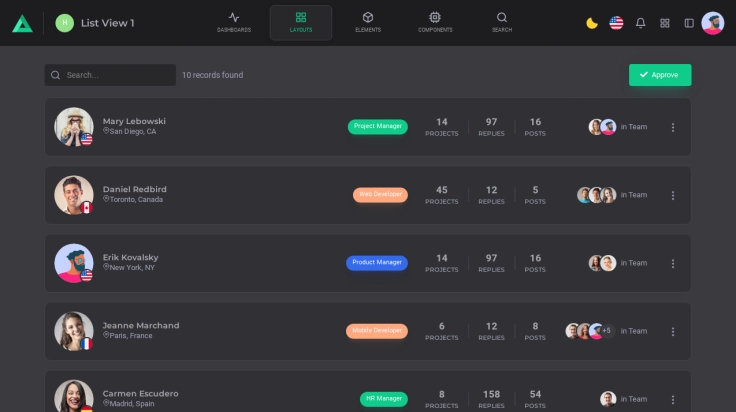 H
List View 1
DASHBOARDS
LAYOUTS
ELEMENTS
COMPONENTS
SEARCH
Search...
10 records found
Approve
Mary Lebowski
San Diego, CA
Project Manager
14
PROJECTS
97
REPLIES
16
POSTS
in Team
Daniel Redbird
Toronto, Canada
Web Developer
45
PROJECTS
12
REPLIES
5
POSTS
in Team
Erik Kovalsky
New York, NY
Product Manager
14
PROJECTS
97
REPLIES
16
POSTS
in Team
Jeanne Marchand
Paris, France
Mobile Developer
6
PROJECTS
12
REPLIES
8
POSTS
+5
in Team
Carmen Escudero
Madrid, Spain
HR Manager
8
PROJECTS
158
REPLIES
54
POSTS
in Team